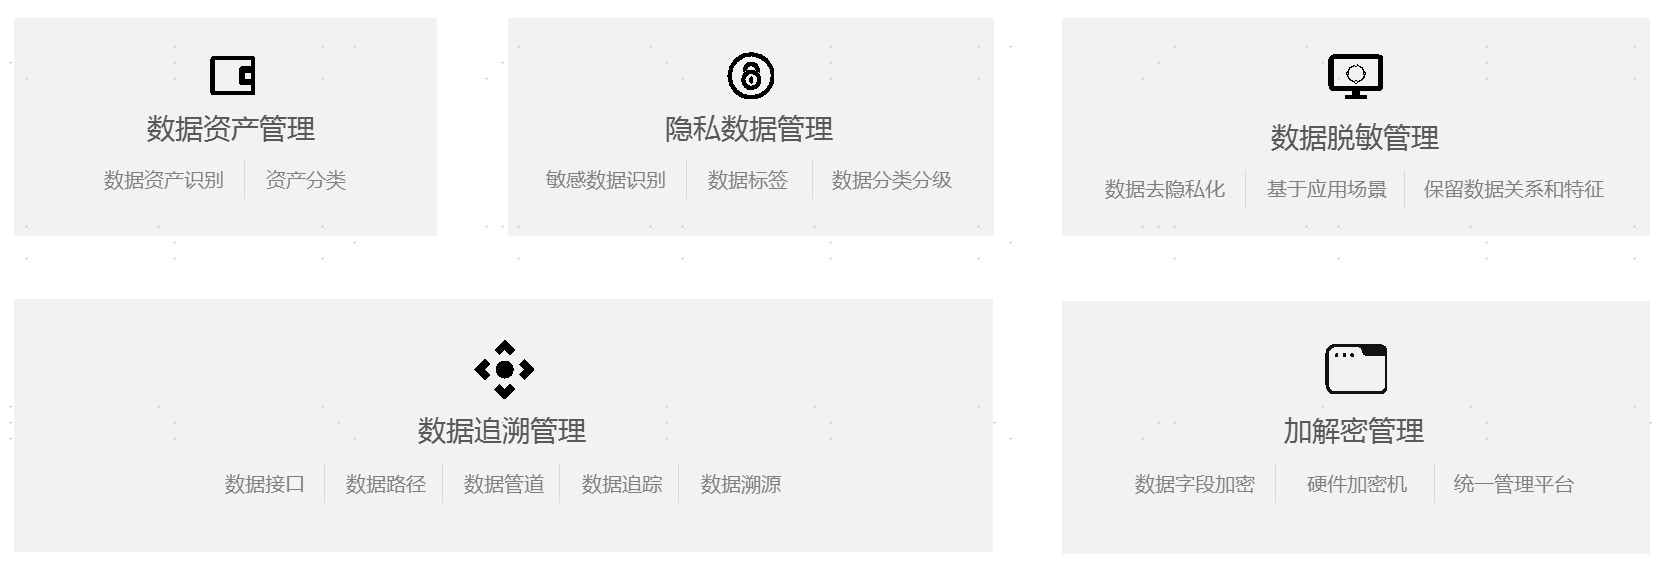 数据资产管理
数据资产识别 资产分类
隐私数据管理
敏感数据识别 数据标签 数据分类分级
数据脱敏管理
数据去隐私化 基于应用场景 保留数据关系和特征
数据追溯管理
数据接口 数据路径 数据管道 数据追踪 数据溯源
加解密管理
数据字段加密 硬件加密机 统一管理平台